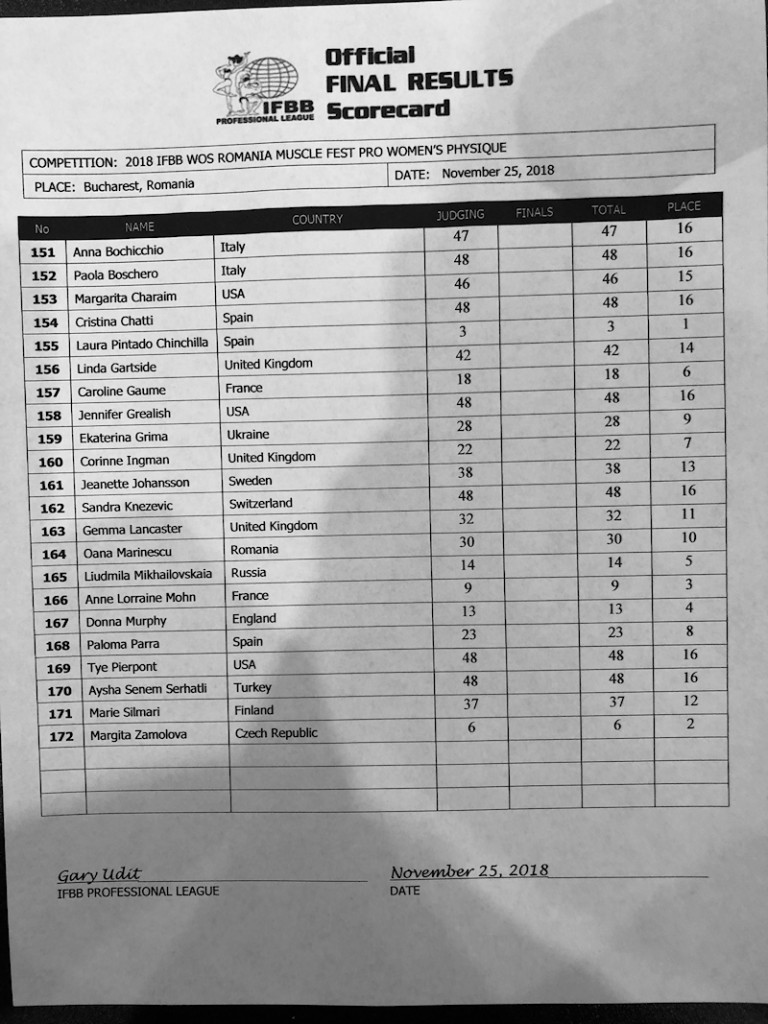 Official
FINAL RESULTS
Scorecard
IFBB
PROFESSIONAL LEAGUE
COMPETITION: 2018 IFBB WOS ROMANIA MUSCLE FEST PRO WOMEN'S PHYSIQUE
PLACE: Bucharest, Romania DATE: November 25, 2018
No NAME COUNTRY JUDGING FINALS TOTAL PLACE
151 Anna Bochicchio Italy 47 47 16
152 Paola Boschero Italy 48 48 16
153 Margarita Charaim USA 46 46 15
154 Cristina Chatti Spain 48 48 16
155 Laura Pintado Chinchilla Spain 3 3 1
156 Linda Gartside United Kingdom 42 42 14
157 Caroline Gaume France 18 18 6
158 Jennifer Grealish USA 48 48 16
159 Ekaterina Grima Ukraine 28 28 9
160 Corinne Ingman United Kingdom 22 22 7
161 Jeanette Johansson Sweden 38 38 13
162 Sandra Knezevic Switzerland 48 48 16
163 Gemma Lancaster United Kingdom 32 32 11
164 Oana Marinescu Romania 30 30 10
165 Liudmila Mikhailovskaia Russia 14 14 5
166 Anne Lorraine Mohn France 9 9 3
167 Donna Murphy England 13 13 4
168 Paloma Parra Spain 23 23 8
169 Tye Pierpont USA 48 48 16
170 Aysha Senem Serhatli Turkey 48 48 16
171 Marie Silmari Finland 37 37 12
172 Margita Zamolova Czech Republic 6 6 2
Gary Udit November 25, 2018
IFBB PROFESSIONAL LEAGUE DATE